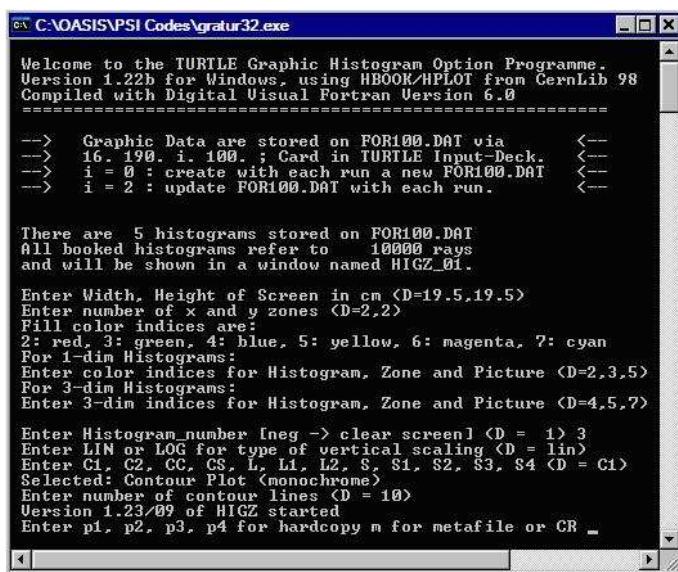 C:\OASIS\PSI Codes\gratur32.exe
Welcome to the TURTLE Graphic Histogram Option Programme.
Version 1.22b for Windows, using HBOOK/HPLOT from CernLib 98
Compiled with Digital Visual Fortran Version 6.0
=========================================================
--> Graphic Data are stored on FOR100.DAT via <--
--> 16. 190. i. 100. ; Card in TURTLE Input-Deck. <--
--> i = 0 : create with each run a new FOR100.DAT <--
--> i = 2 : update FOR100.DAT with each run. <--
There are 5 histograms stored on FOR100.DAT
All booked histograms refer to 10000 rays
and will be shown in a window named HIGZ_01.
Enter Width, Height of Screen in cm (D=19.5,19.5)
Enter number of x and y zones (D=2,2)
Fill color indices are:
2: red, 3: green, 4: blue, 5: yellow, 6: magenta, 7: cyan
For 1-dim Histograms:
Enter color indices for Histogram, Zone and Picture (D=2,3,5)
For 3-dim Histograms:
Enter 3-dim indices for Histogram, Zone and Picture (D=4,5,7)
Enter Histogram_number [neg -> clear screen] (D = 1) 3
Enter LIN or LOG for type of vertical scaling (D = lin)
Enter C1, C2, CC, CS, L, L1, L2, S, S1, S2, S3, S4 (D = C1)
Selected: Contour Plot (monochrome)
Enter number of contour lines (D = 10)
Version 1.23/09 of HIGZ started
Enter p1, p2, p3, p4 for hardcopy m for metafile or CR _